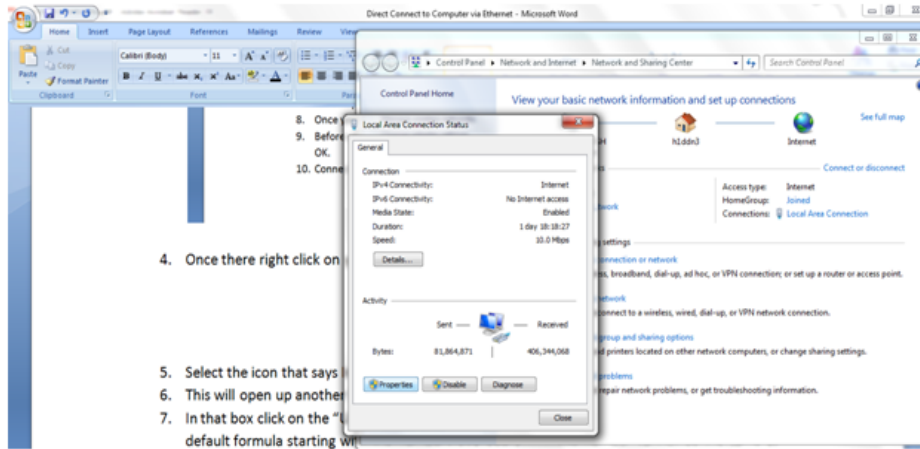 Direct Connect to Computer via Ethernet - Microsoft Word
Home Insert Page Layout References Mailings Review View
Paste
Cut
Copy
Format Painter
Clipboard
Calibri (Body) 11
Font
Control Panel Network and Internet Network and Sharing Center
Search Control Panel
8. Once
9. Before
OK.
10. Conne
4. Once there right click on
5. Select the icon that says
6. This will open up another
7. In that box click on the "L
default formula starting wi
Local Area Connection Status
General
Connection
IPv4 Connectivity: Internet
IPv6 Connectivity: No Internet access
Media State: Enabled
Duration: 1 day 18:18:27
Speed: 10.0 Mbps
Details...
Activity
Sent Received
Bytes: 81,864,871 406,344,068
Properties Disable Diagnose
Close
Control Panel Home
View your basic network information and set up connections
See full map
h1ddn3 Internet
Connect or disconnect
Access type: Internet
HomeGroup: Joined
Connections: Local Area Connection
settings
connection or network
broadband, dial-up, ad hoc, or VPN connection; or set up a router or access point.
connect to a wireless, wired, dial-up, or VPN network connection.
group and sharing options
printers located on other network computers, or change sharing settings.
problems
repair network problems, or get troubleshooting information.